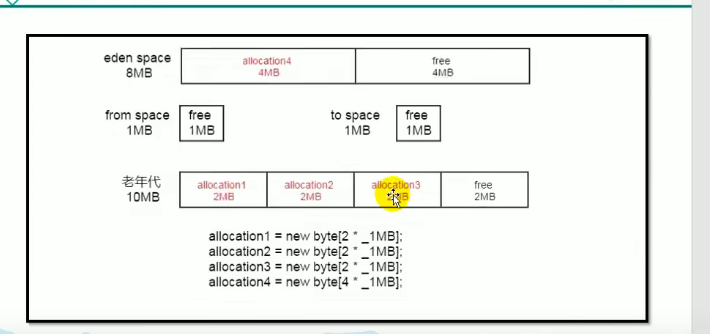 eden space
8MB
allocation4
4MB
free
4MB
from space
1MB
free
1MB
to space
1MB
free
1MB
老年代
10MB
allocation1
2MB
allocation2
2MB
allocation3
free
2MB
allocation1 = new byte[2 * _1MB];
allocation2 = new byte[2 * _1MB];
allocation3 = new byte[2 * _1MB];
allocation4 = new byte[4 * _1MB];